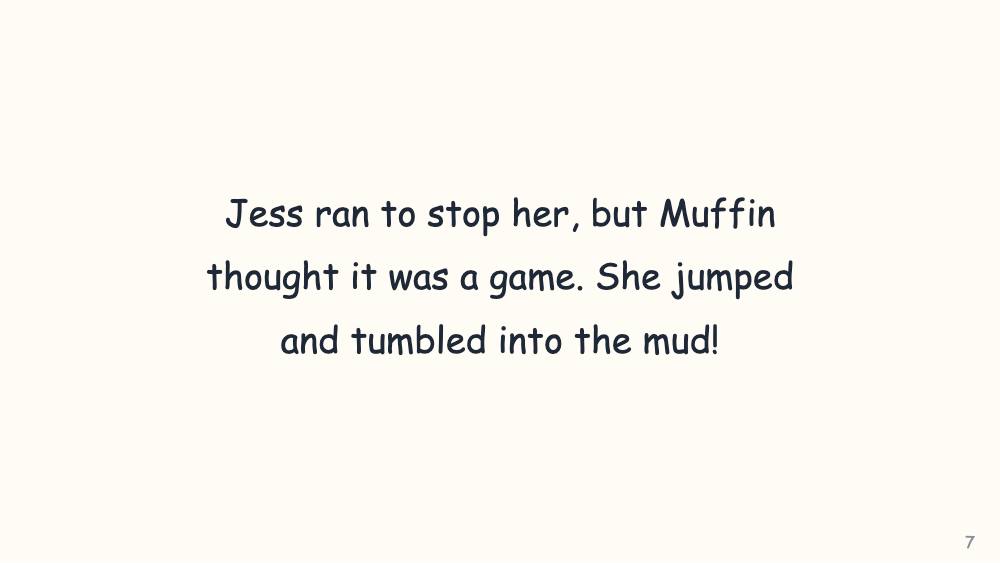 Jess ran to stop her, but Muffin
thought it was a game. She jumped
and tumbled into the mud!
7